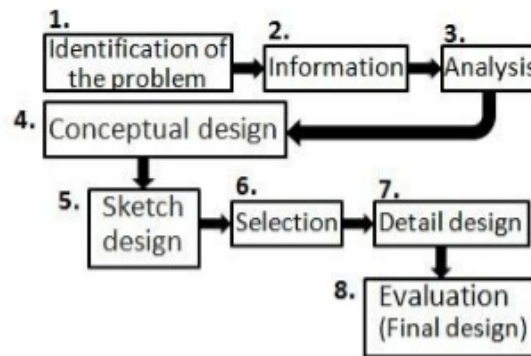 1.
Identification of
the problem
2.
Information
3.
Analysis
4.
Conceptual design
5.
Sketch
design
6.
Selection
7.
Detail design
8.
Evaluation
(Final design)